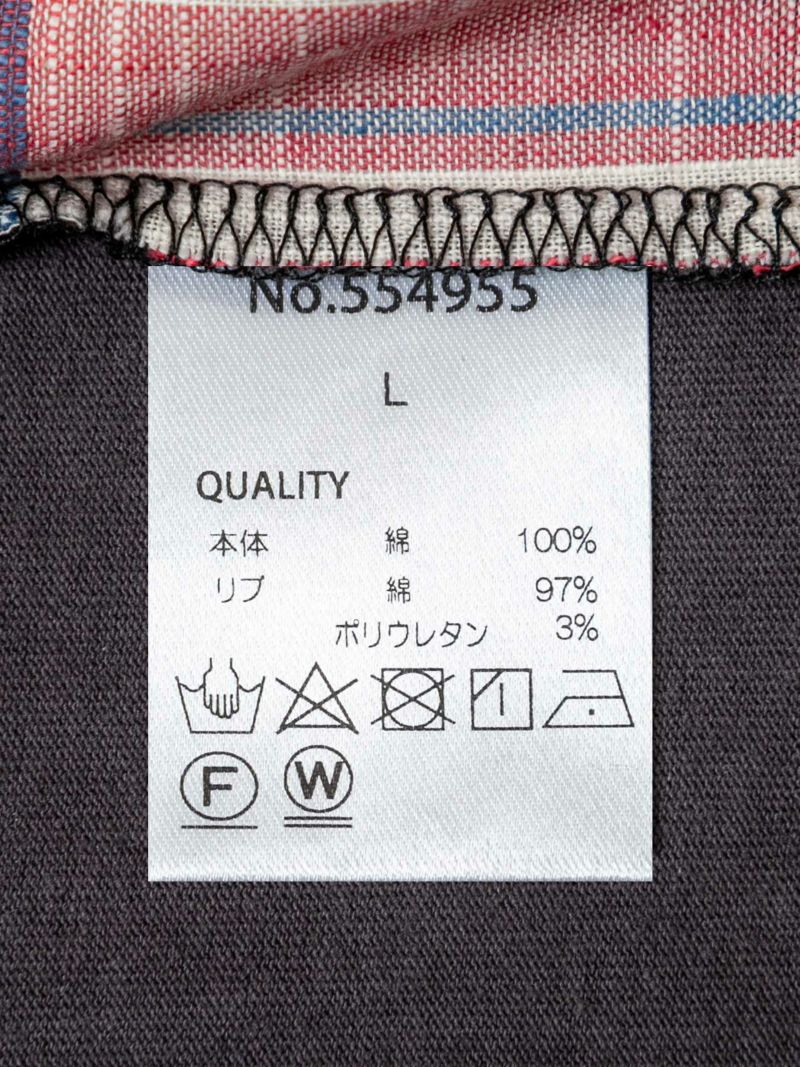 No.554955
L
QUALITY
本体 綿 100%
リブ 綿 97%
ポリウレタン 3%
F W